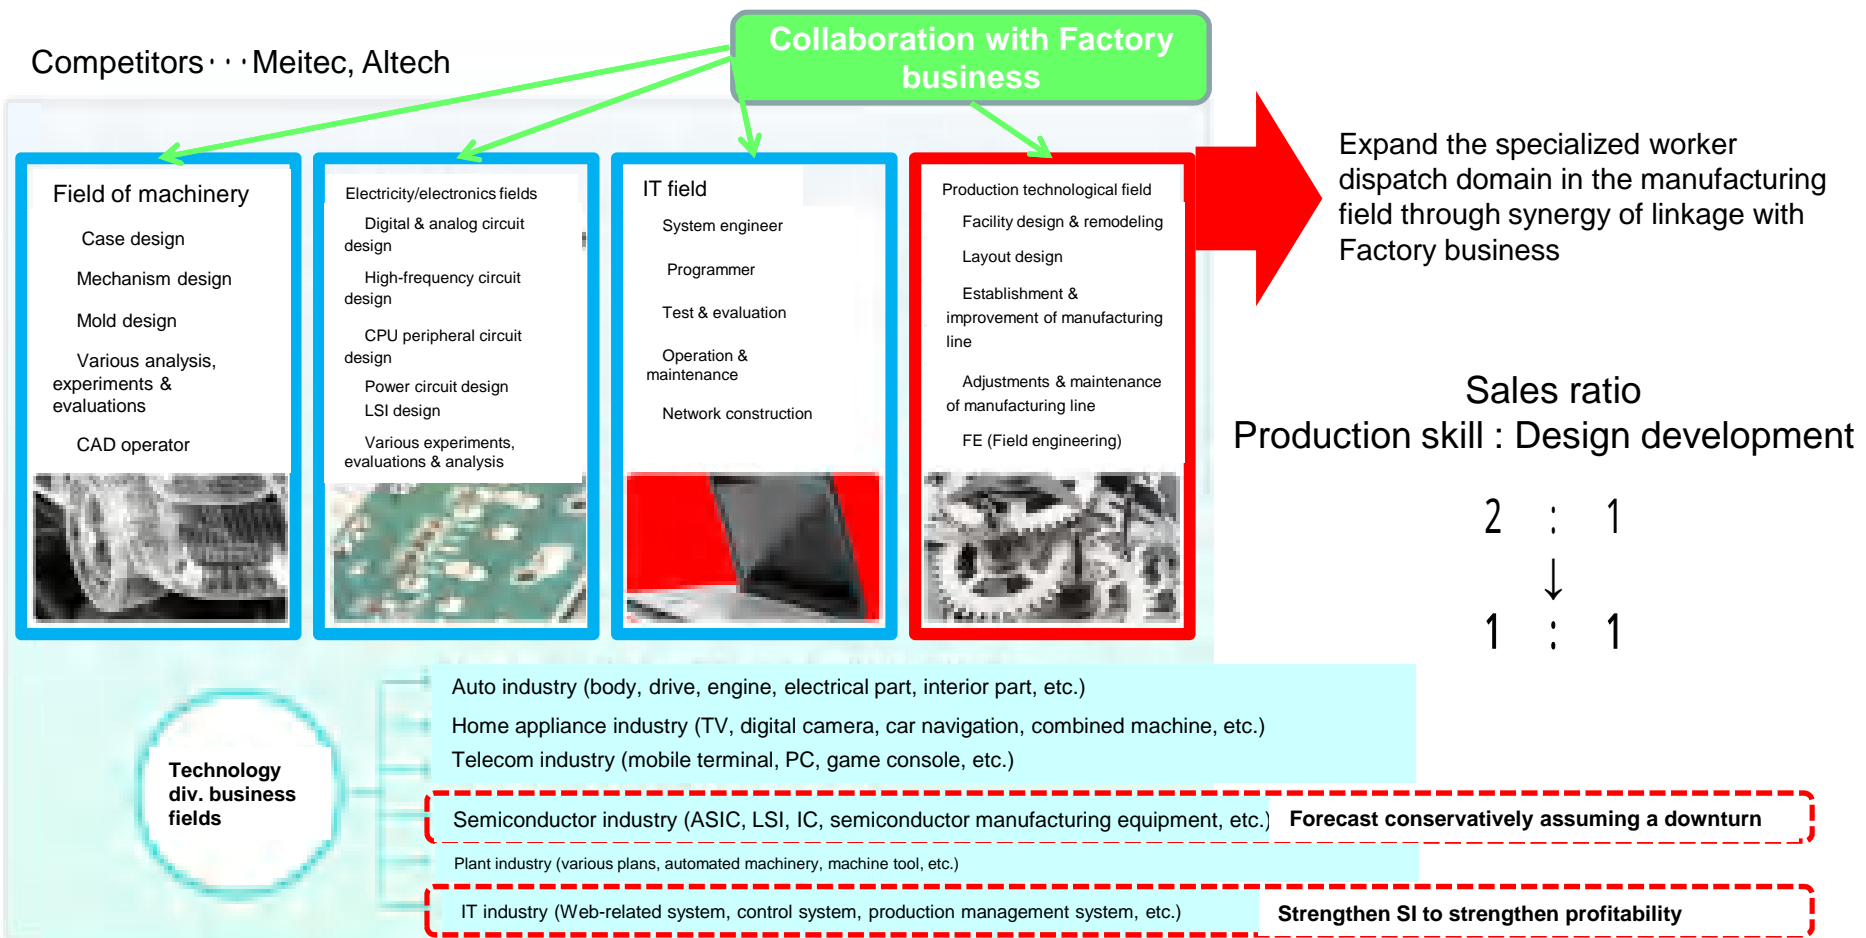 Collaboration with Factory
business
Competitors･･･Meitec, Altech
Field of machinery
Case design
Mechanism design
Mold design
Various analysis,
experiments &
evaluations
CAD operator
Electricity/electronics fields
Digital & analog circuit
design
High-frequency circuit
design
CPU peripheral circuit
design
Power circuit design
LSI design
Various experiments,
evaluations & analysis
IT field
System engineer
Programmer
Test & evaluation
Operation &
maintenance
Network construction
Production technological field
Facility design & remodeling
Layout design
Establishment &
improvement of manufacturing
line
Adjustments & maintenance
of manufacturing line
FE (Field engineering)
Expand the specialized worker
dispatch domain in the manufacturing
field through synergy of linkage with
Factory business
Sales ratio
Production skill : Design development
2 : 1
↓
1 : 1
Technology
div. business
fields
Auto industry (body, drive, engine, electrical part, interior part, etc.)
Home appliance industry (TV, digital camera, car navigation, combined machine, etc.)
Telecom industry (mobile terminal, PC, game console, etc.)
Semiconductor industry (ASIC, LSI, IC, semiconductor manufacturing equipment, etc.) Forecast conservatively assuming a downturn
Plant industry (various plans, automated machinery, machine tool, etc.)
IT industry (Web-related system, control system, production management system, etc.) Strengthen SI to strengthen profitability